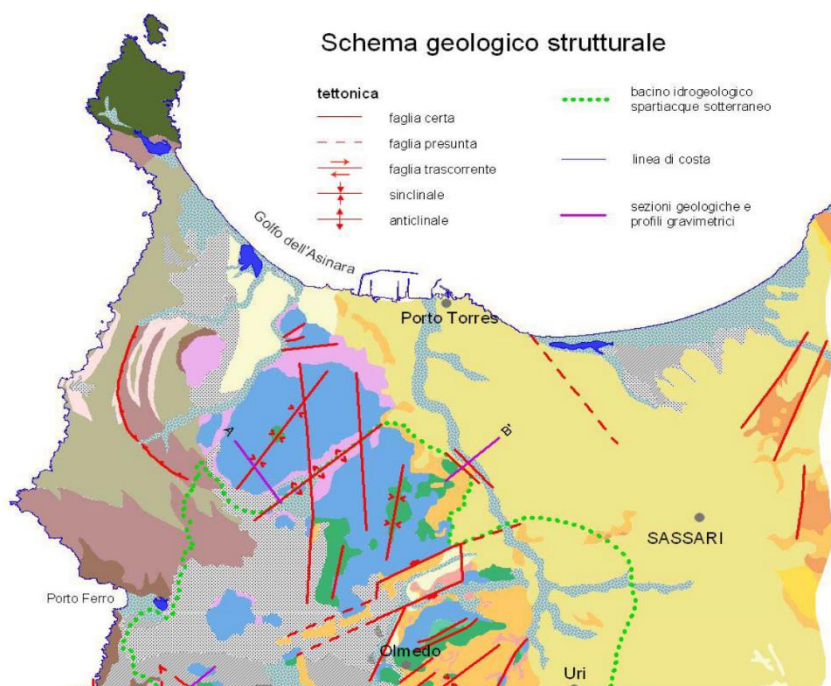 Schema geologico strutturale
tettonica
faglia certa
faglia presunta
faglia trascorrente
sinclinale
anticlinale
bacino idrogeologico
spartiacque sotterraneo
linea di costa
sezioni geologiche e
profili gravimetrici
Golfo dell'Asinara
Porto Torres
A
B'
SASSARI
Porto Ferro
Olmedo
Uri